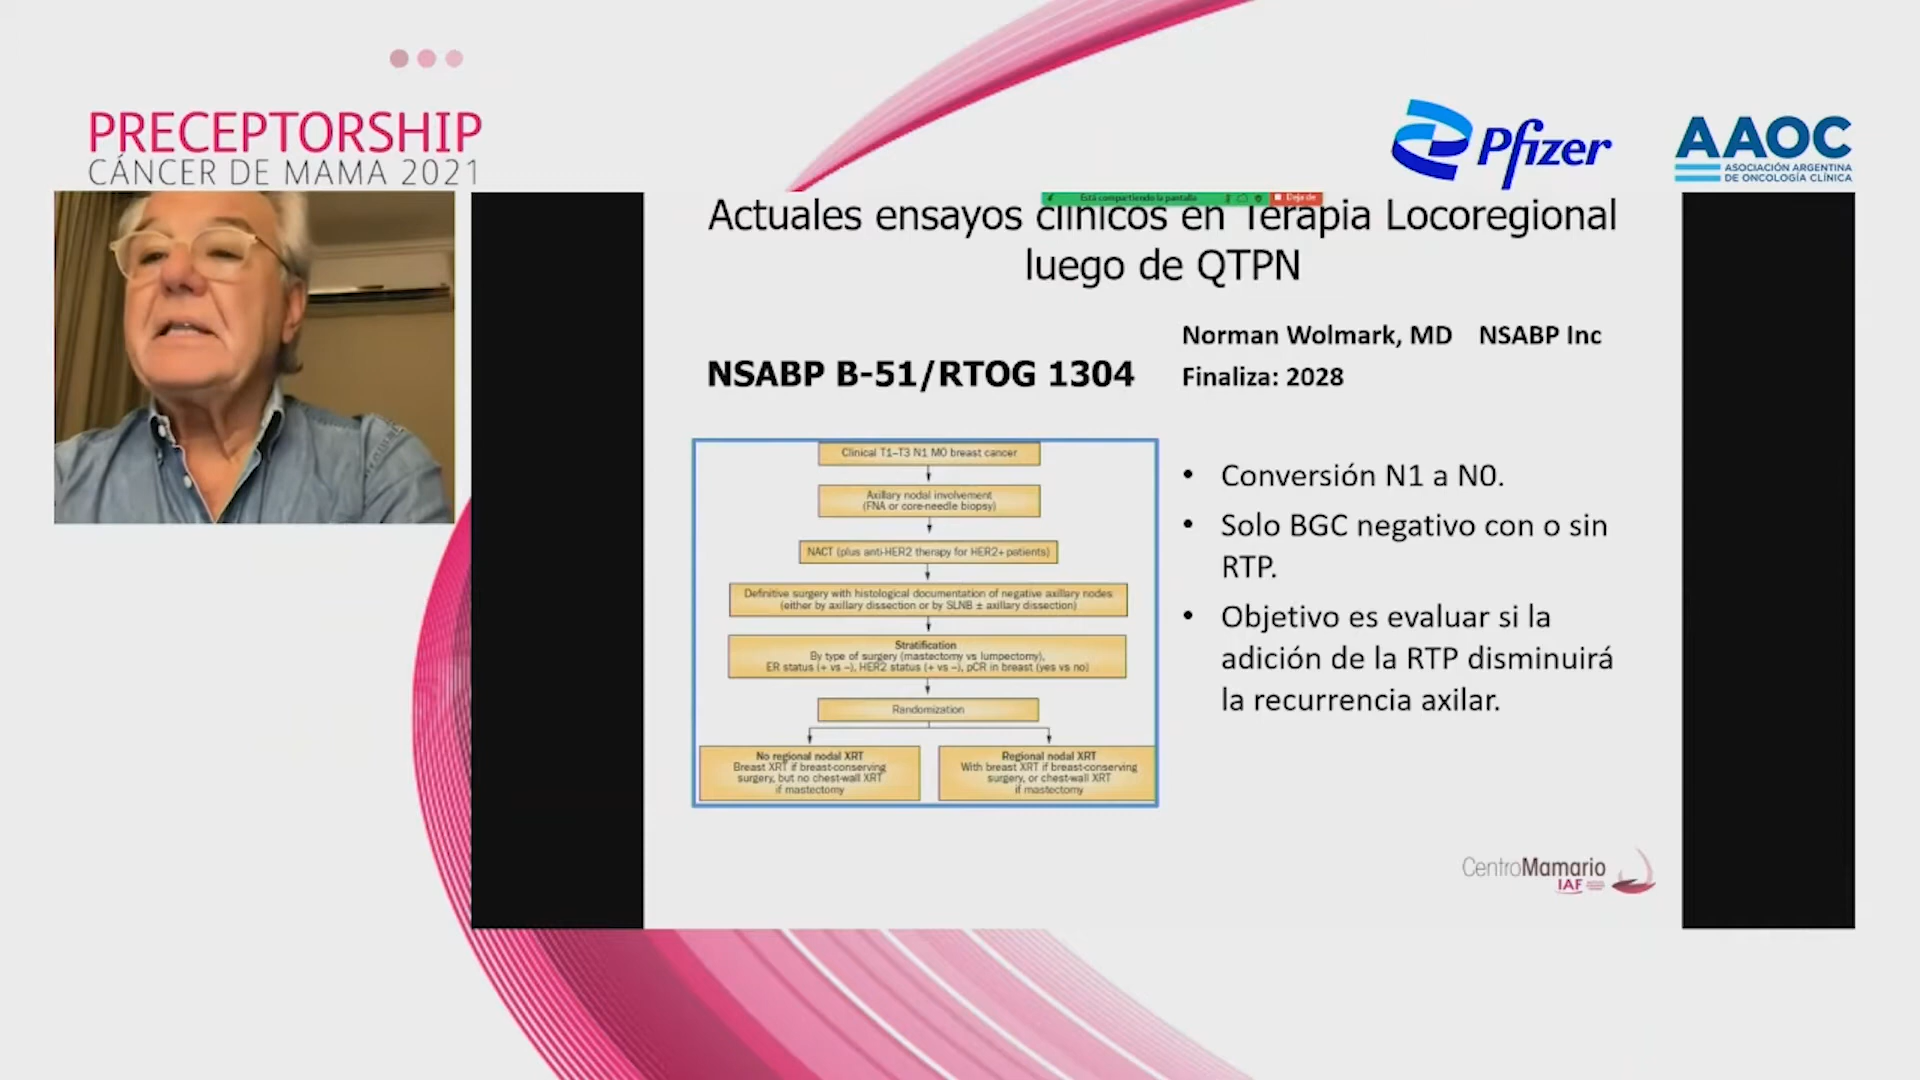 PRECEPTORSHIP
CÁNCER DE MAMA 2021
Pfizer
AAOC
ASOCIACIÓN ARGENTINA
DE ONCOLOGÍA CLÍNICA
Está compartiendo la pantalla
Deja de
Actuales ensayos clínicos en Terapia Locoregional
luego de QTPN
NSABP B-51/RTOG 1304
Norman Wolmark, MD NSABP Inc
Finaliza: 2028
Clinical T1–T3 N1 M0 breast cancer
Axillary nodal involvement
(FNA or core-needle biopsy)
NACT (plus anti-HER2 therapy for HER2+ patients)
Definitive surgery with histological documentation of negative axillary nodes
(either by axillary dissection or by SLNB ± axillary dissection)
Stratification
By type of surgery (mastectomy vs lumpectomy),
ER status (+ vs –), HER2 status (+ vs –), pCR in breast (yes vs no)
Randomization
No regional nodal XRT
Breast XRT if breast-conserving
surgery, but no chest-wall XRT
if mastectomy
Regional nodal XRT
With breast XRT if breast-conserving
surgery, or chest-wall XRT
if mastectomy
• Conversión N1 a N0.
• Solo BGC negativo con o sin
RTP.
• Objetivo es evaluar si la
adición de la RTP disminuirá
la recurrencia axilar.
CentroMamario
IAF